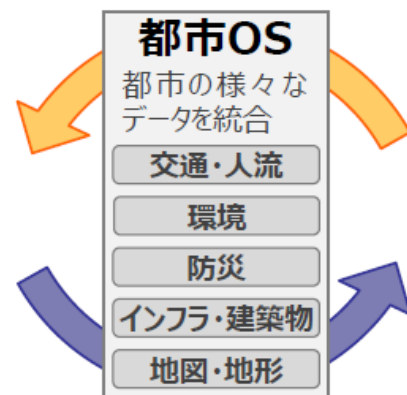 都市OS
都市の様々な
データを統合
交通・人流
環境
防災
インフラ・建築物
地図・地形